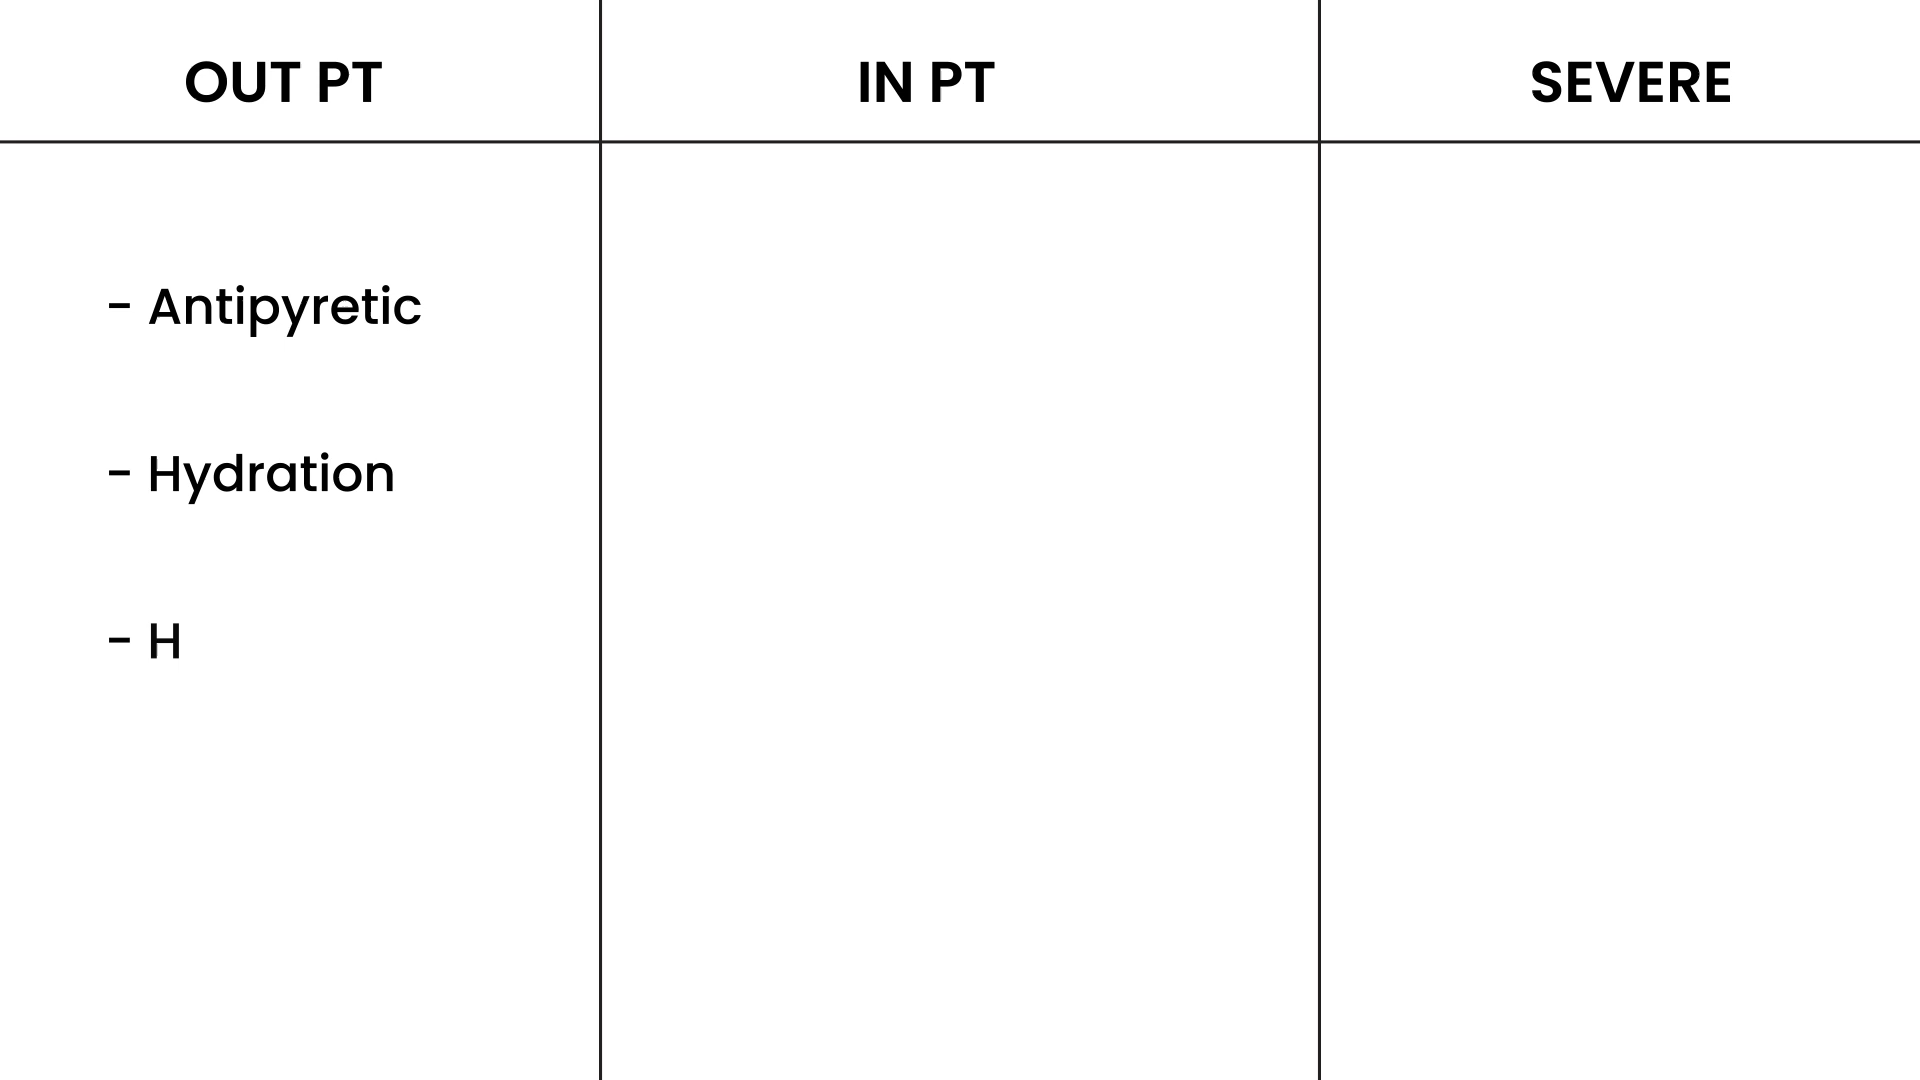 OUT PT
IN PT
SEVERE
- Antipyretic
- Hydration
- H